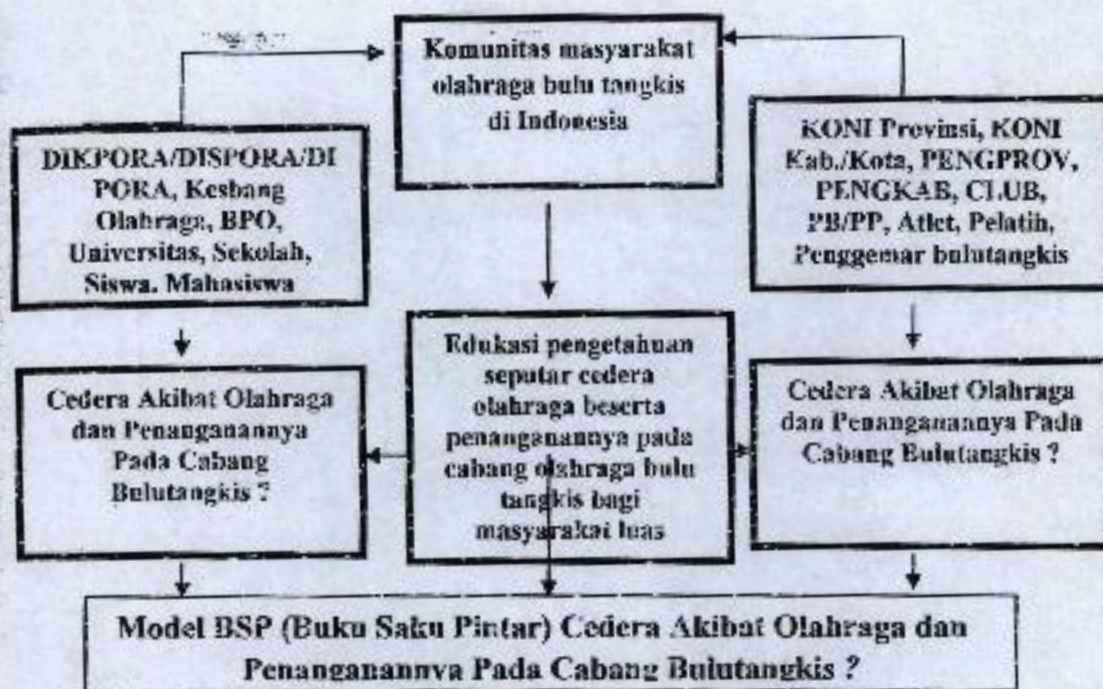 Komunitas masyarakat
olahraga bulu tangkis
di Indonesia
DIKPORA/DISPORA/DI
PORA, Kesbang
Olahraga, BPO,
Universitas, Sekolah,
Siswa. Mahasiswa
KONI Provinsi, KONI
Kab./Kota, PENGPROV,
PENGKAB, CLUB,
PB/PP, Atlet, Pelatih,
Penggemar bulutangkis
Cedera Akibat Olahraga
dan Penanganannya
Pada Cabang
Bulutangkis ?
Edukasi pengetahuan
seputar cedera
olahraga beserta
penanganannya pada
cabang olahraga bulu
tangkis bagi
masyarakat luas
Cedera Akibat Olahraga
dan Penanganannya Pada
Cabang Bulutangkis ?
Model BSP (Buku Saku Pintar) Cedera Akibat Olahraga dan
Penanganannya Pada Cabang Bulutangkis ?